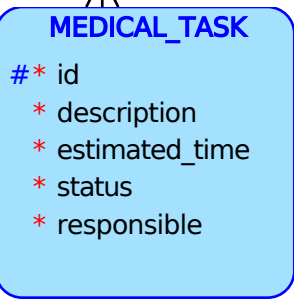 MEDICAL_TASK
#* id
* description
* estimated_time
* status
* responsible